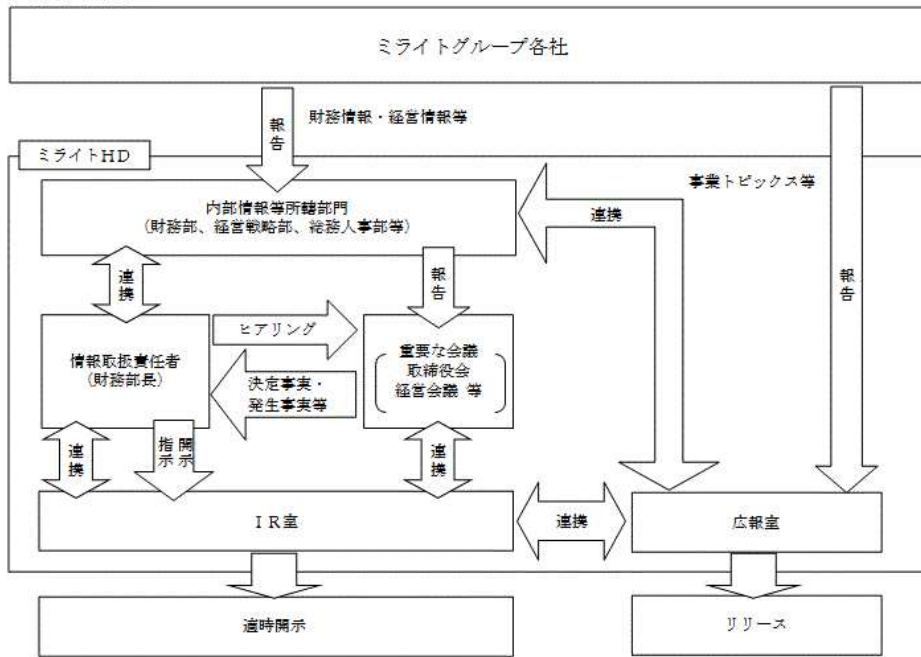 ミライトグループ各社
報告
財務情報・経営情報等
ミライトHD
事業トピックス等
内部情報等所轄部門
(財務部、経営戦略部、総務人事部等)
連携
連携
報告
報告
ヒアリング
情報取扱責任者
(財務部長)
重要な会議
取締役会
経営会議 等
決定事実・
発生事実等
連携
開示
指示
連携
IR室
連携
広報室
適時開示
リリース